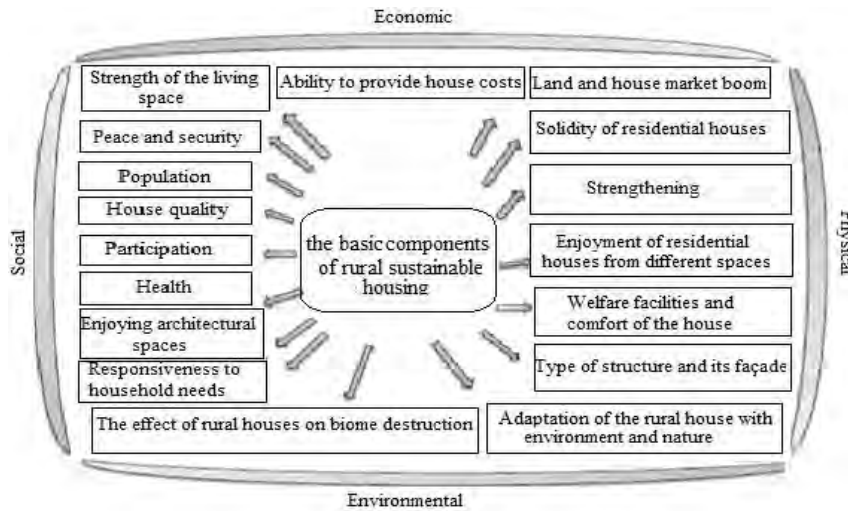 Economic
Strength of the living
space
Ability to provide house costs
Land and house market boom
Peace and security
Solidity of residential houses
Population
Strengthening
House quality
Participation
the basic components
of rural sustainable
housing
Enjoyment of residential
houses from different spaces
Health
Welfare facilities and
comfort of the house
Enjoying architectural
spaces
Type of structure and its façade
Responsiveness to
household needs
The effect of rural houses on biome destruction
Adaptation of the rural house with
environment and nature
Social
Physical
Environmental